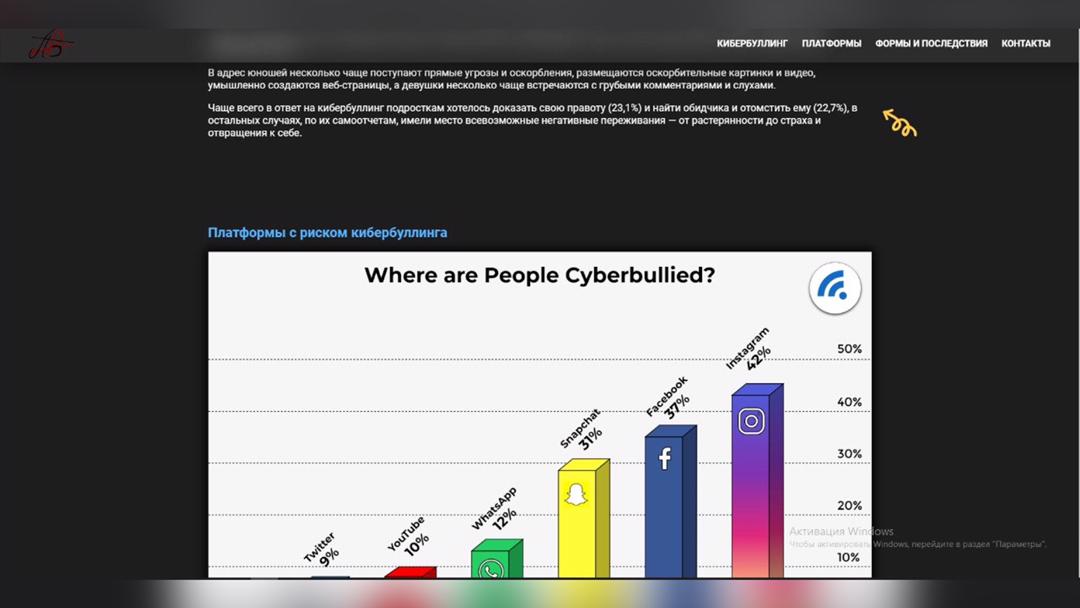 КИБЕРБУЛЛИНГ ПЛАТФОРМЫ ФОРМЫ И ПОСЛЕДСТВИЯ КОНТАКТЫ
В адрес юношей несколько чаще поступают прямые угрозы и оскорбления, размещаются оскорбительные картинки и видео,
умышленно создаются веб-страницы, а девушки несколько чаще встречаются с грубыми комментариями и слухами.
Чаще всего в ответ на кибербуллинг подросткам хотелось доказать свою правоту (23,1%) и найти обидчика и отомстить ему (22,7%), в
остальных случаях, по их самоотчетам, имели место всевозможные негативные переживания — от растерянности до страха и
отвращения к себе.
Платформы с риском кибербуллинга
Where are People Cyberbullied?
50%
40%
30%
20%
10%
Twitter
9%
YouTube
10%
WhatsApp
12%
Snapchat
31%
Facebook
37%
Instagram
42%
Активация Windows
Чтобы активировать Windows, перейдите в раздел "Параметры".